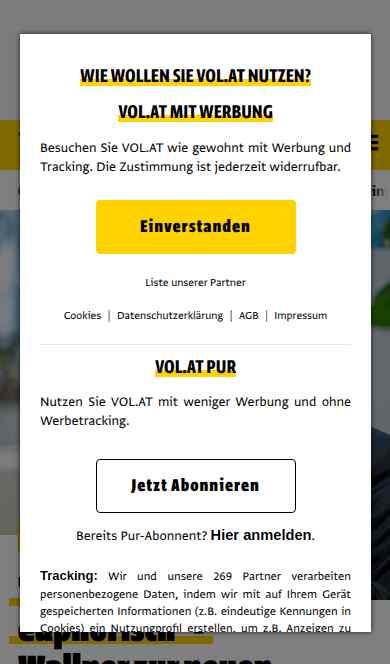 WIE WOLLEN SIE VOL.AT NUTZEN?
VOL.AT MIT WERBUNG
Besuchen Sie VOL.AT wie gewohnt mit Werbung und
Tracking. Die Zustimmung ist jederzeit widerrufbar.
Einverstanden
Liste unserer Partner
Cookies | Datenschutzerklärung | AGB | Impressum
VOL.AT PUR
Nutzen Sie VOL.AT mit weniger Werbung und ohne
Werbetracking.
Jetzt Abonnieren
Bereits Pur-Abonnent? Hier anmelden.
Tracking: Wir und unsere 269 Partner verarbeiten
personenbezogene Daten, indem wir mit auf Ihrem Gerät
gespeicherten Informationen (z.B. eindeutige Kennungen in
Cookies) ein Nutzungsprofil erstellen, um z.B. Anzeigen zu
euphorisch
Wallner zur neuen